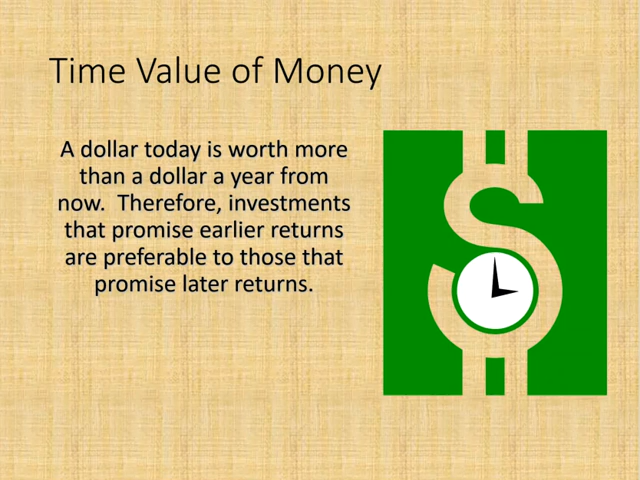 Time Value of Money
A dollar today is worth more
than a dollar a year from
now.  Therefore, investments
that promise earlier returns
are preferable to those that
promise later returns.